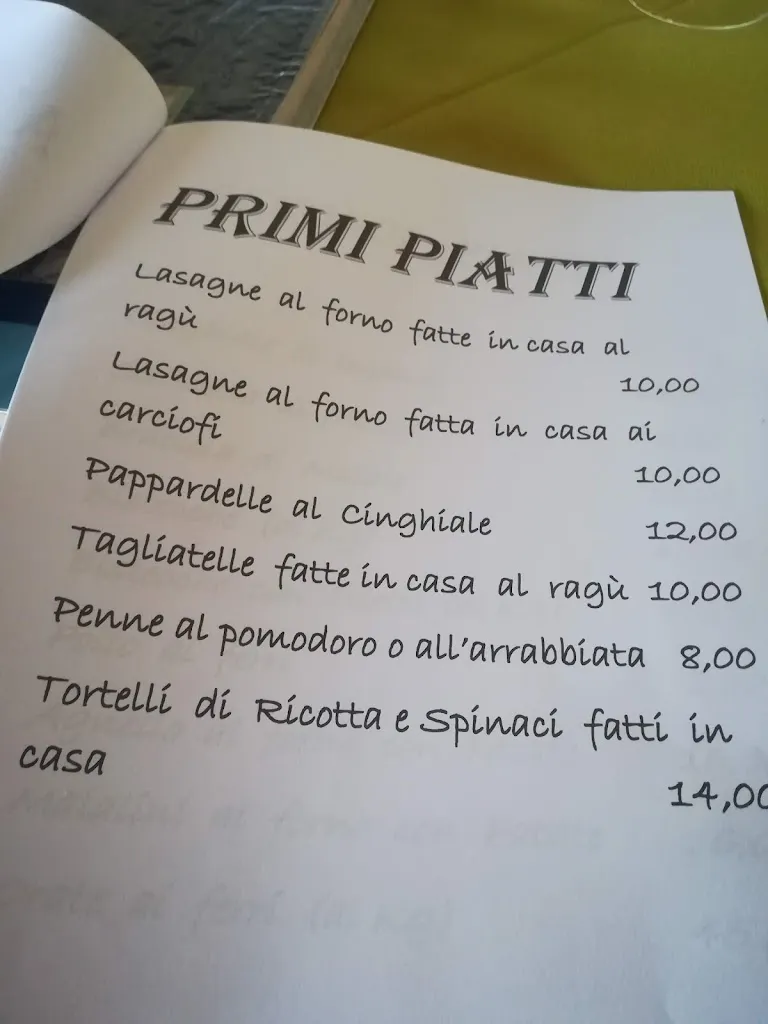 PRIMI PIATTI
Lasagne al forno fatte in casa al
ragù
10,00
Lasagne al forno fatta in casa ai
carciofi
10,00
Pappardelle al Cinghiale 12,00
Tagliatelle fatte in casa al ragù 10,00
Penne al pomodoro o all'arrabbiata 8,00
Tortelli di Ricotta e Spinaci fatti in
casa
14,00